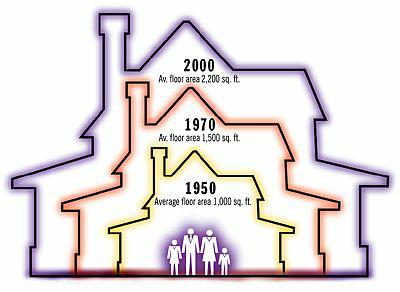 2000
Av. floor area 2,200 sq. ft.
1970
Av. floor area 1,500 sq. ft.
1950
Average floor area 1,000 sq. ft.